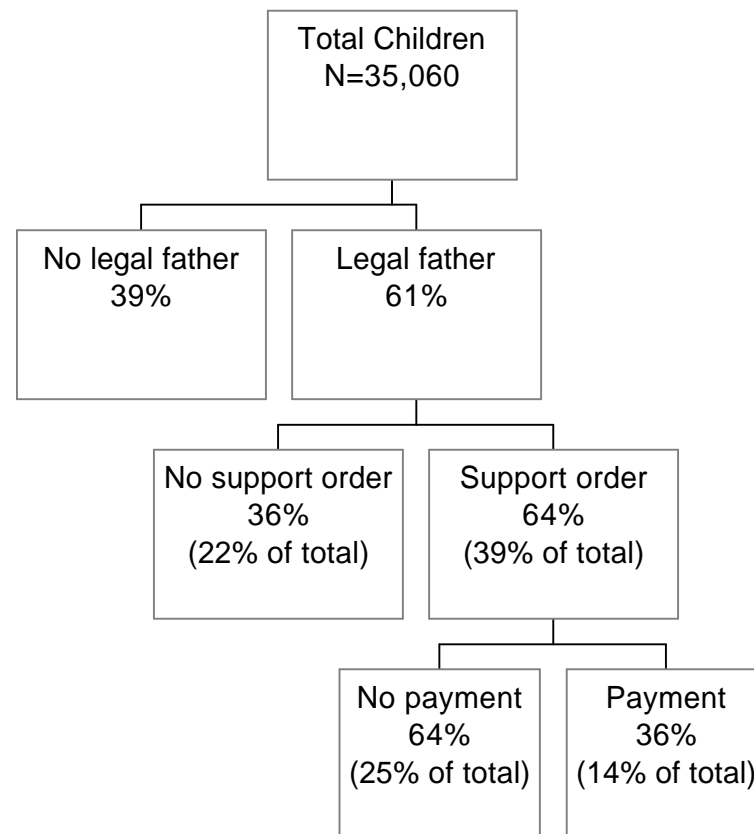 Total Children
N=35,060
No legal father
39%
Legal father
61%
No support order
36%
(22% of total)
Support order
64%
(39% of total)
No payment
64%
(25% of total)
Payment
36%
(14% of total)